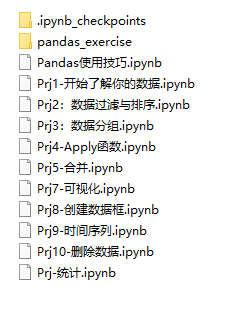 .ipynb_checkpoints
pandas_exercise
Pandas使用技巧.ipynb
Prj1-开始了解你的数据.ipynb
Prj2：数据过滤与排序.ipynb
Prj3：数据分组.ipynb
Prj4-Apply函数.ipynb
Prj5-合并.ipynb
Prj7-可视化.ipynb
Prj8-创建数据框.ipynb
Prj9-时间序列.ipynb
Prj10-删除数据.ipynb
Prj-统计.ipynb